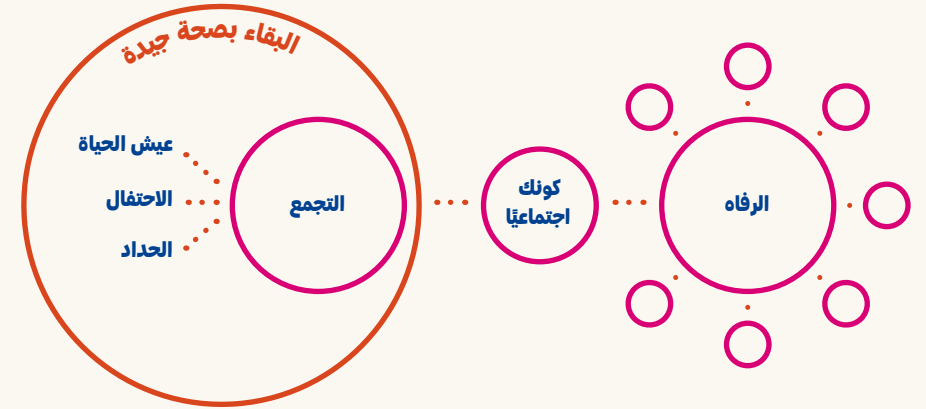 البقاء بصحة جيدة
عيش الحياة
الاحتفال
الحداد
التجمع
كونك
اجتماعيًا
الرفاه